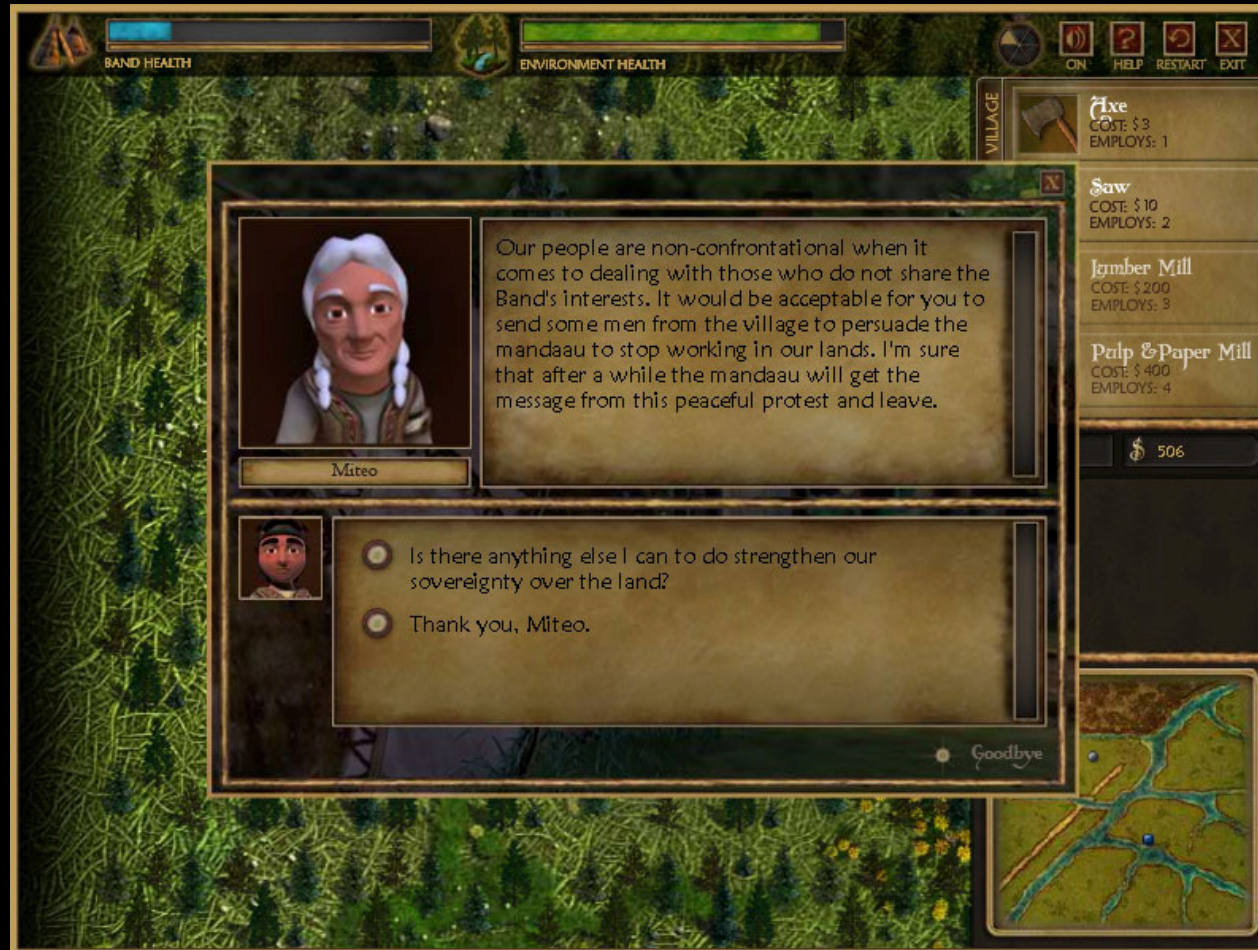 BAND HEALTH
ENVIRONMENT HEALTH
ON
HELP
RESTART
EXIT
VILLAGE
Axe
COST: $3
EMPLOYS: 1
Saw
COST: $10
EMPLOYS: 2
Lumber Mill
COST: $200
EMPLOYS: 3
Pulp & Paper Mill
COST: $400
EMPLOYS: 4
$ 506
X
Our people are non-confrontational when it
comes to dealing with those who do not share the
Band's interests. It would be acceptable for you to
send some men from the village to persuade the
mandaau to stop working in our lands. I'm sure
that after a while the mandaau will get the
message from this peaceful protest and leave.
Miteo
Is there anything else I can to do strengthen our
sovereignty over the land?
Thank you, Miteo.
Goodbye